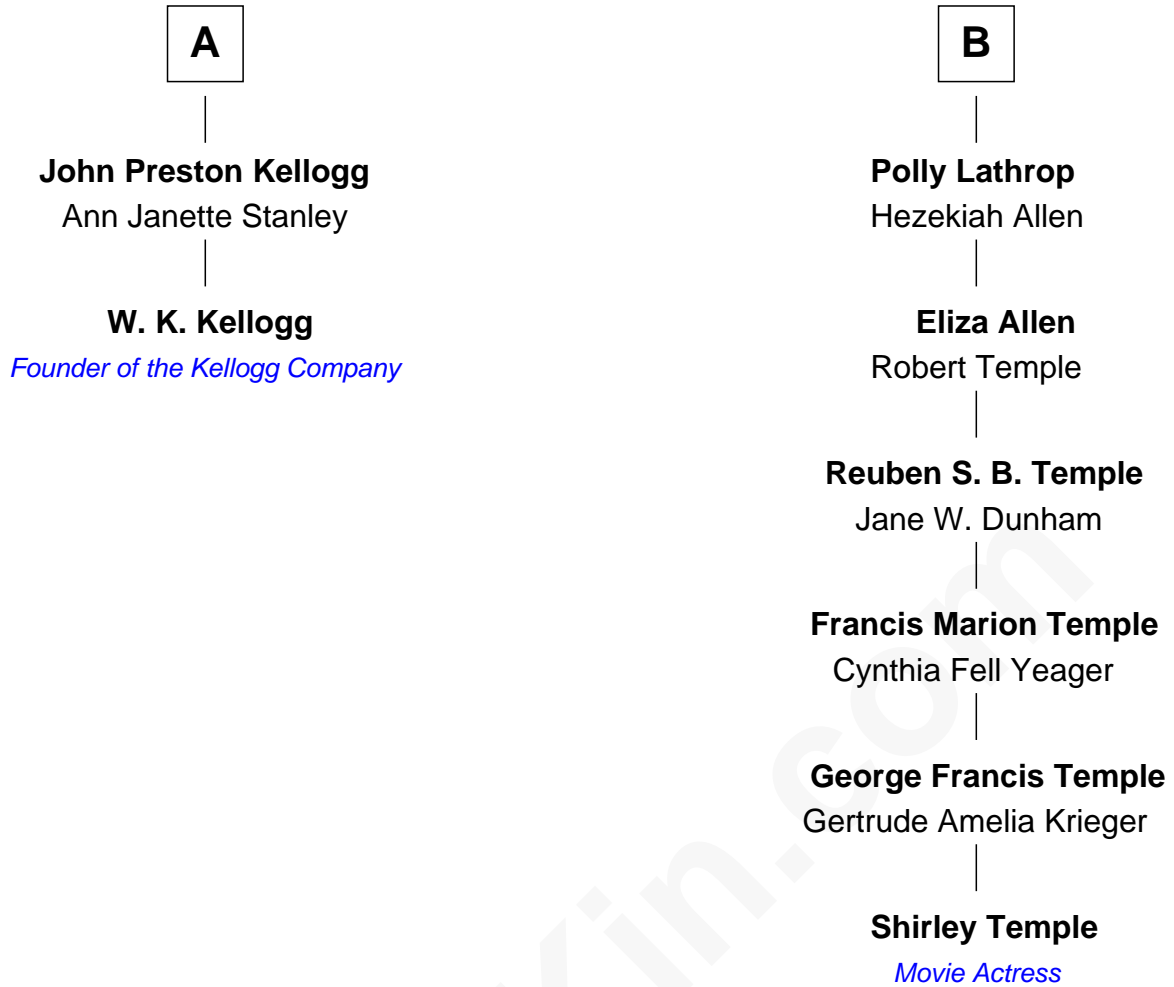 A
John Preston Kellogg
Ann Janette Stanley
W. K. Kellogg
Founder of the Kellogg Company
B
Polly Lathrop
Hezekiah Allen
Eliza Allen
Robert Temple
Reuben S. B. Temple
Jane W. Dunham
Francis Marion Temple
Cynthia Fell Yeager
George Francis Temple
Gertrude Amelia Krieger
Shirley Temple
Movie Actress
Kin.com